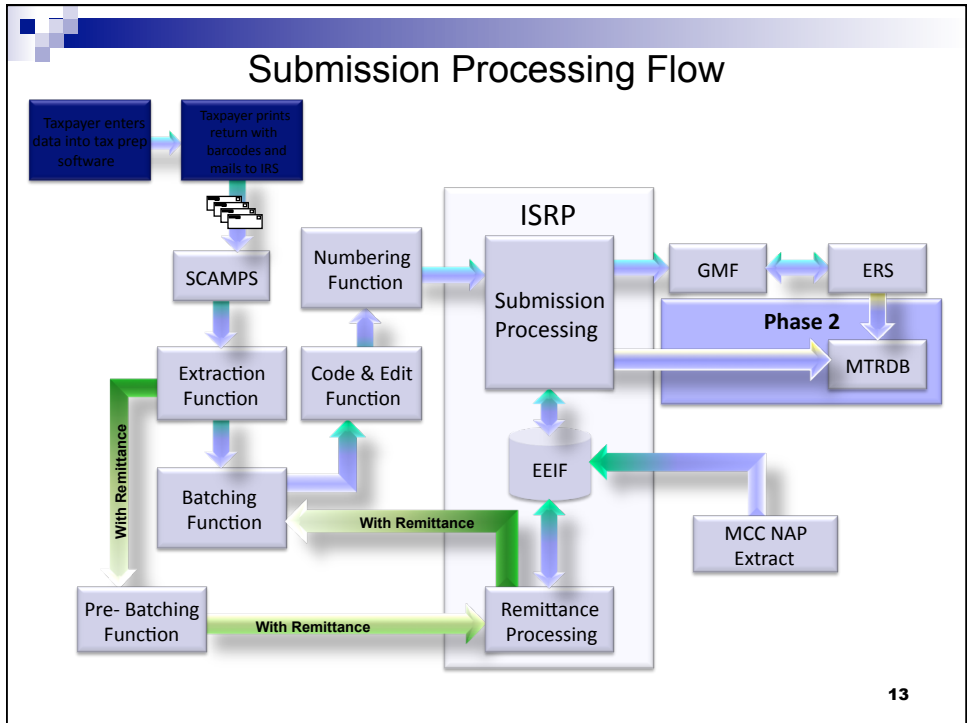 Submission Processing Flow
Taxpayer enters
data into tax prep
software
Taxpayer prints
return with
barcodes and
mails to IRS
SCAMPS
Extraction
Function
Batching
Function
Pre- Batching
Function
Numbering
Function
Code & Edit
Function
With Remittance
With Remittance
With Remittance
ISRP
Submission
Processing
EEIF
Remittance
Processing
GMF
ERS
Phase 2
MTRDB
MCC NAP
Extract
13